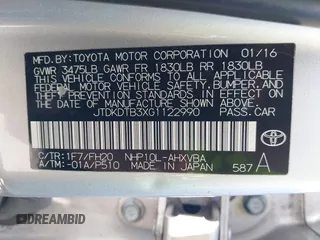 MFD. BY: TOYOTA MOTOR CORPORATION 01/16
GVWR 3475LB GAWR FR 1830LB RR 1830LB
THIS VEHICLE CONFORMS TO ALL APPLICABLE
FEDERAL MOTOR VEHICLE SAFETY, BUMPER, AND
THEFT PREVENTION STANDARDS IN EFFECT ON
THE DATE OF MANUFACTURE SHOWN ABOVE.
JTDKDTB3XG1122990 PASS.CAR
C/TR: 1F7/FH20 NHP10L-AHXVBA A
A/TM: -01A/P510 MADE IN JAPAN 587
DREAMBID